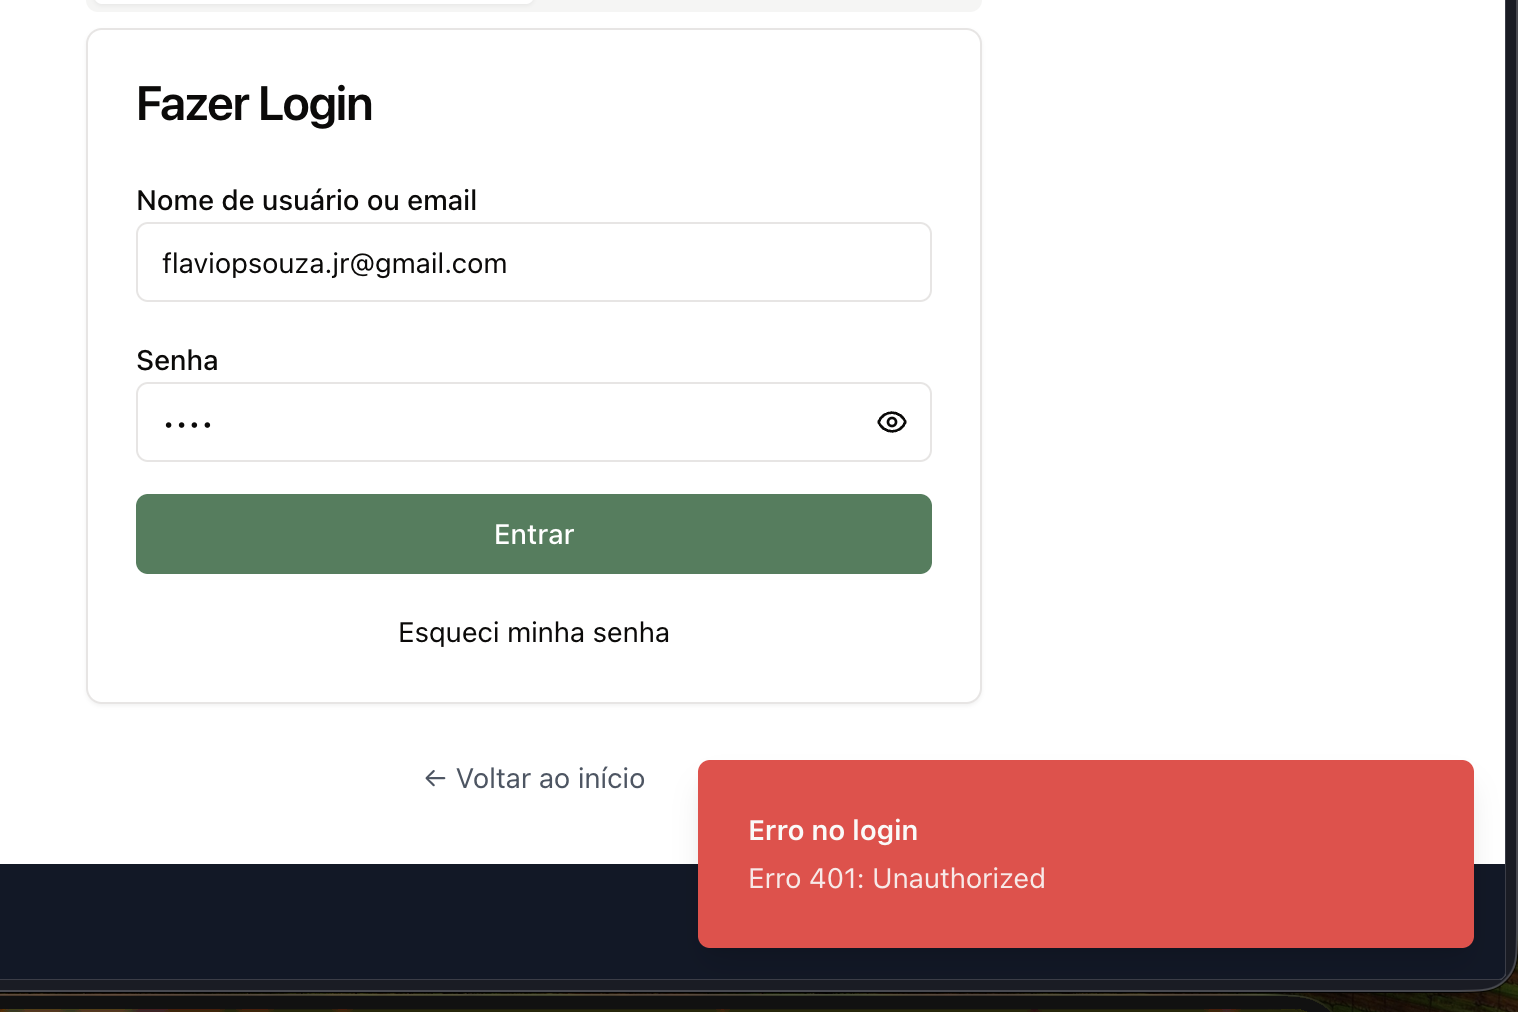 Fazer Login
Nome de usuário ou email
flaviopsouza.jr@gmail.com
Senha
••••
Entrar
Esqueci minha senha
← Voltar ao início
Erro no login
Erro 401: Unauthorized